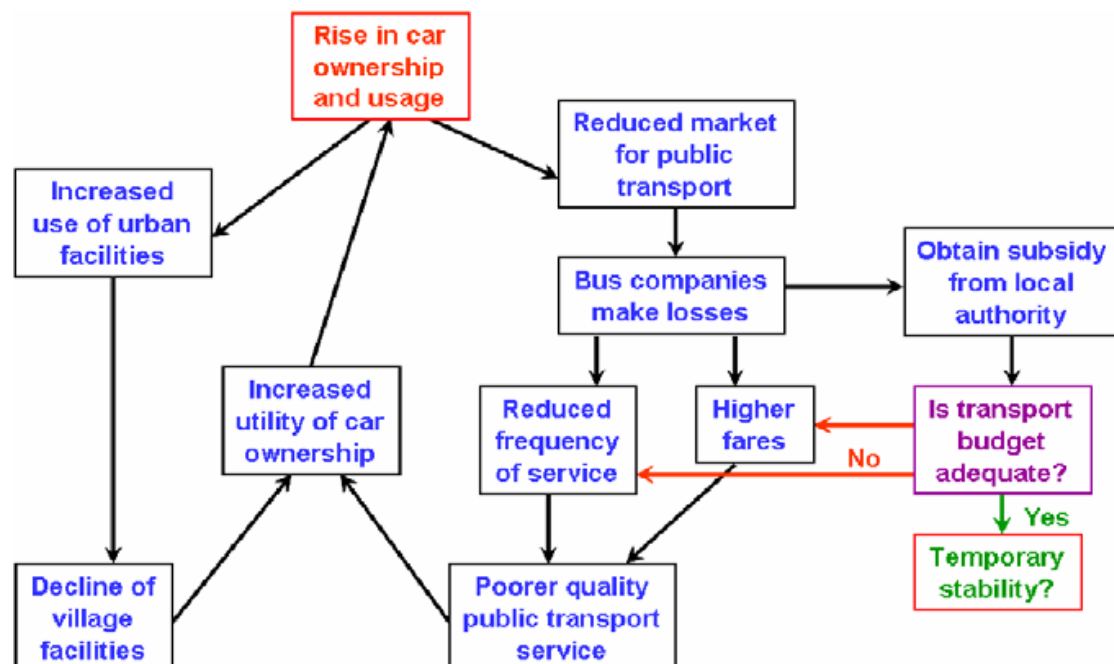 Rise in car
ownership
and usage
Reduced market
for public
transport
Increased
use of urban
facilities
Bus companies
make losses
Obtain subsidy
from local
authority
Increased
utility of car
ownership
Reduced
frequency
of service
Higher
fares
No
Is transport
budget
adequate?
Yes
Temporary
stability?
Decline of
village
facilities
Poorer quality
public transport
service